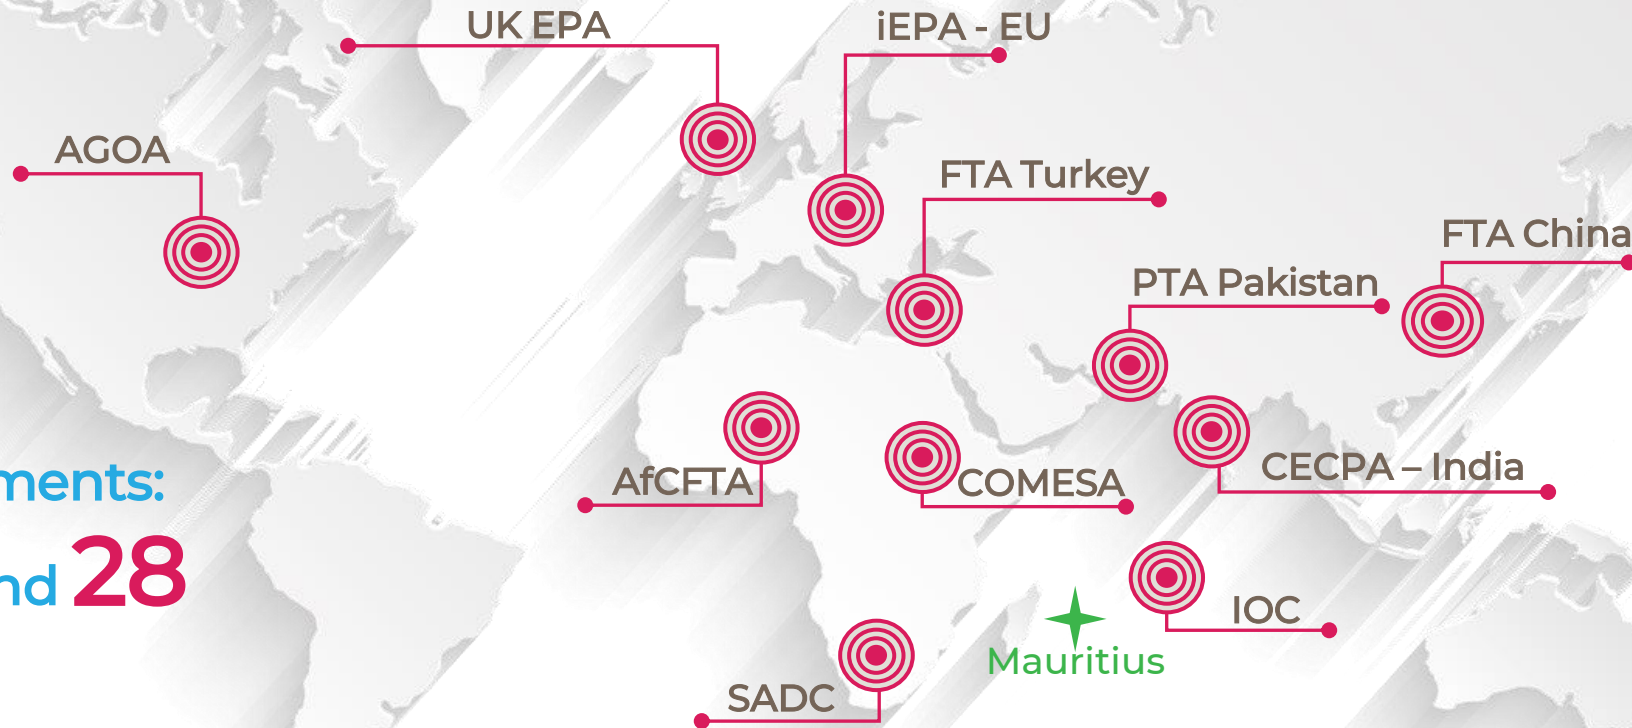 UK EPA
iEPA - EU
AGOA
FTA Turkey
FTA China
PTA Pakistan
AfCFTA
COMESA
CECPA – India
ments:
nd 28
IOC
Mauritius
SADC